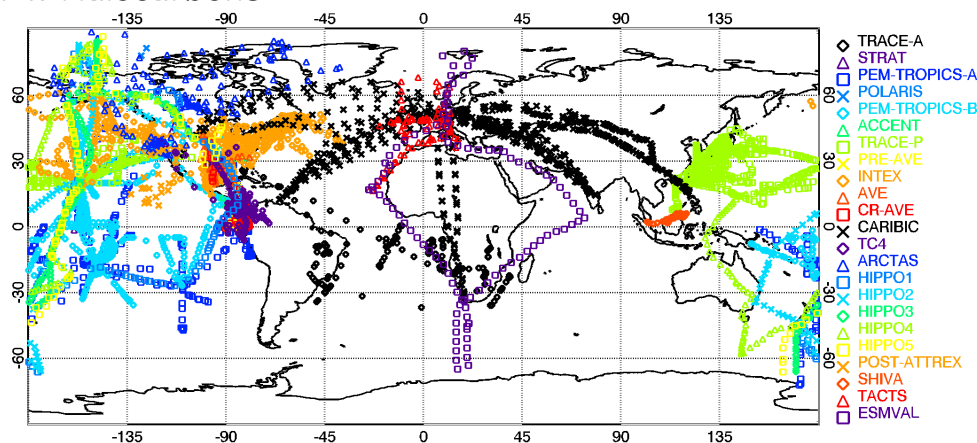 -135 -90 -45 0 45 90 135
60
30
0
-30
-60
60
30
0
-30
-60
-135 -90 -45 0 45 90 135
TRACE-A
STRAT
PEM-TROPICS-A
POLARIS
PEM-TROPICS-B
ACCENT
TRACE-P
PRE-AVE
INTEX
AVE
CR-AVE
CARIBIC
TC4
ARCTAS
HIPPO1
HIPPO2
HIPPO3
HIPPO4
HIPPO5
POST-ATTREX
SHIVA
TACTS
ESMVAL